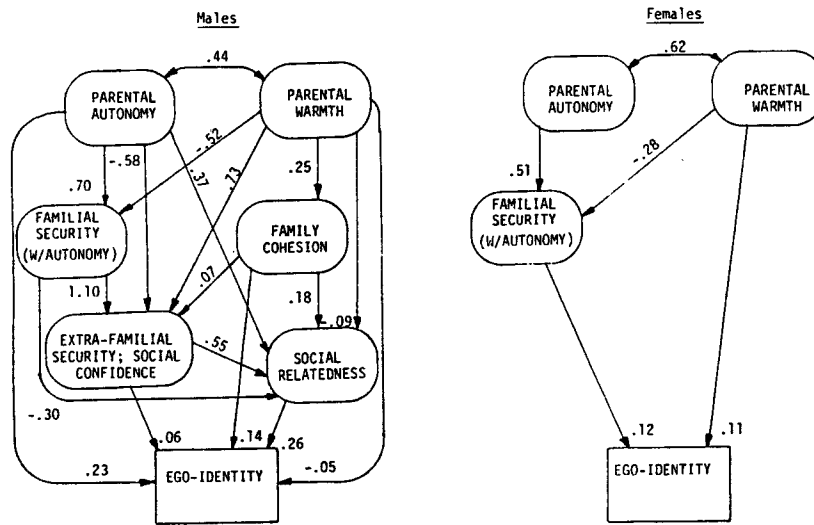 Males
Females
.44
.62
PARENTAL
AUTONOMY
PARENTAL
WARMTH
PARENTAL
AUTONOMY
PARENTAL
WARMTH
-.58
-.52
.70
.37
.73
.25
.51
-.28
FAMILIAL
SECURITY
(W/AUTONOMY)
FAMILY
COHESION
FAMILIAL
SECURITY
(W/AUTONOMY)
1.10
.07
.18
-.09
EXTRA-FAMILIAL
SECURITY; SOCIAL
CONFIDENCE
.55
SOCIAL
RELATEDNESS
-.30
.06
.14
.26
.12
.11
.23
EGO-IDENTITY
-.05
EGO-IDENTITY